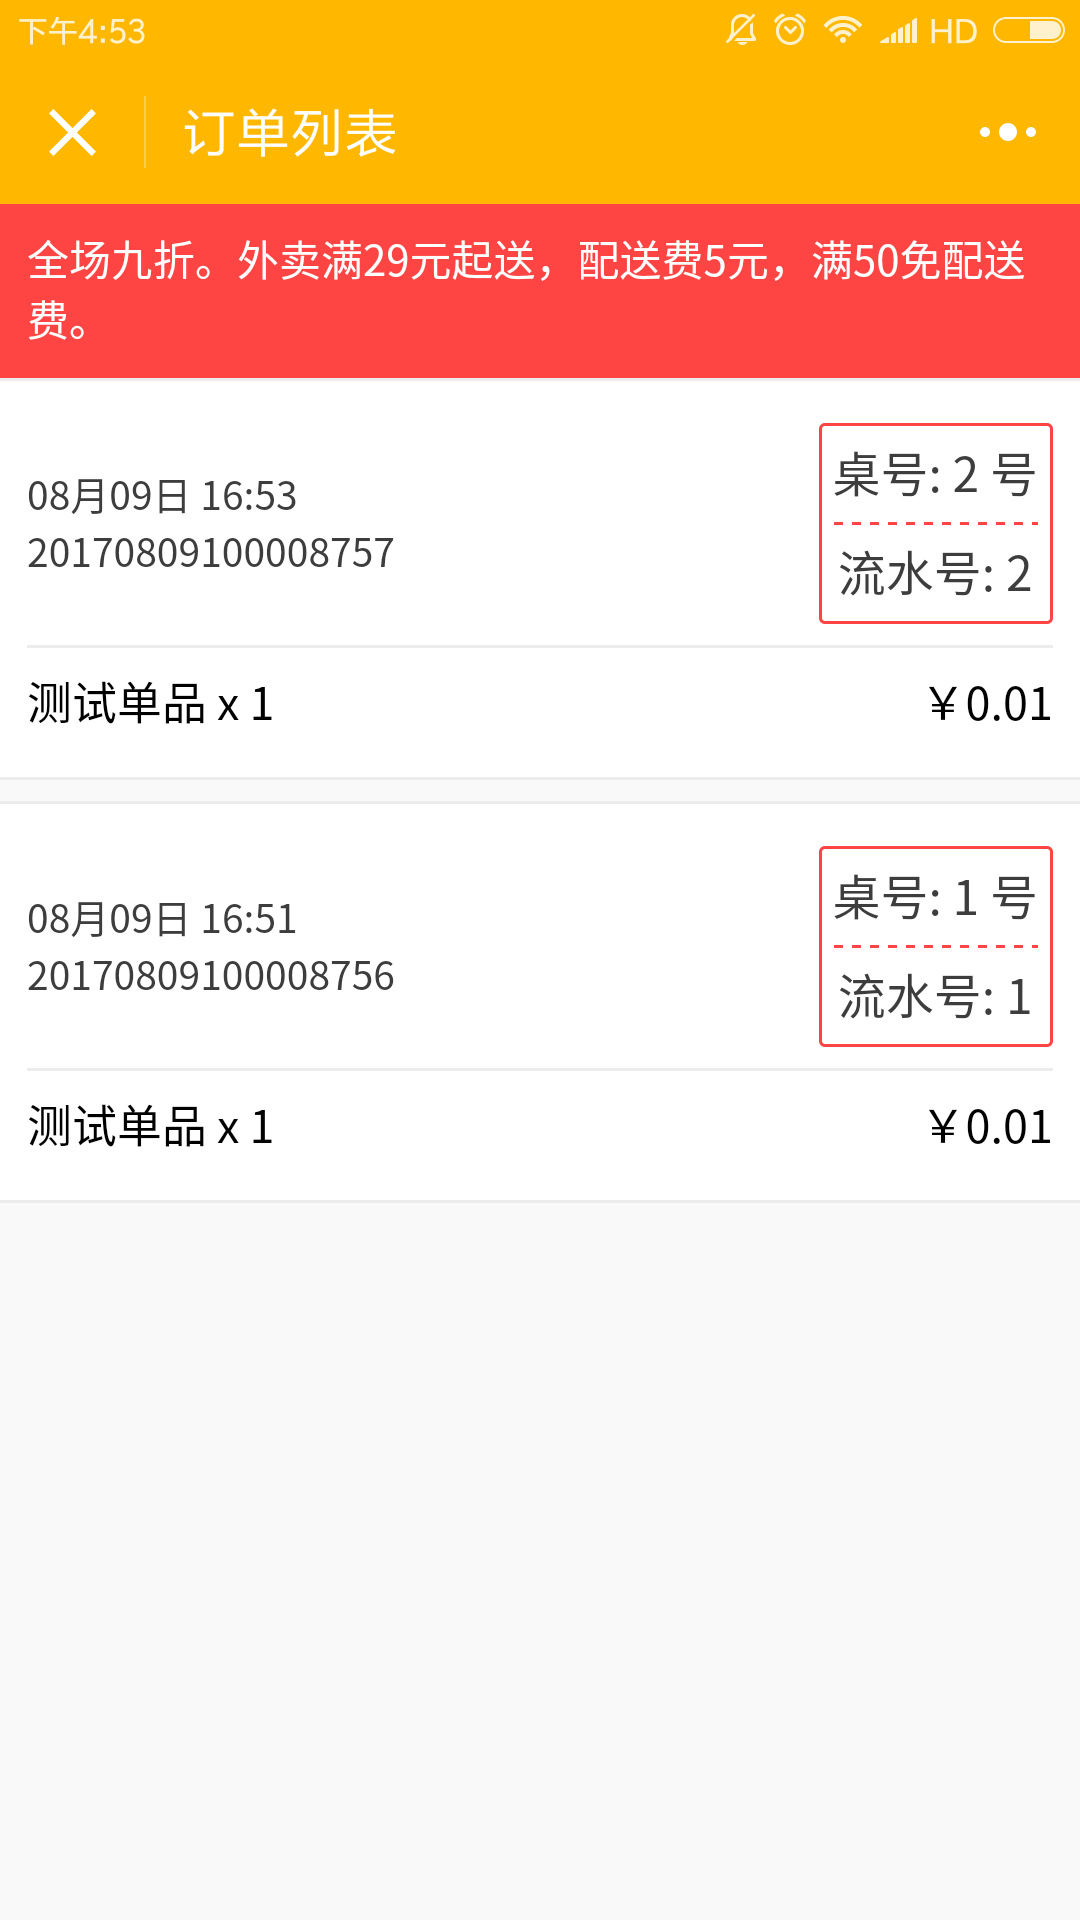 下午4:53
HD
订单列表
全场九折。外卖满29元起送，配送费5元，满50免配送
费。
桌号: 2 号
08月09日 16:53
20170809100008757
流水号: 2
测试单品 x 1
￥0.01
桌号: 1 号
08月09日 16:51
20170809100008756
流水号: 1
测试单品 x 1
￥0.01